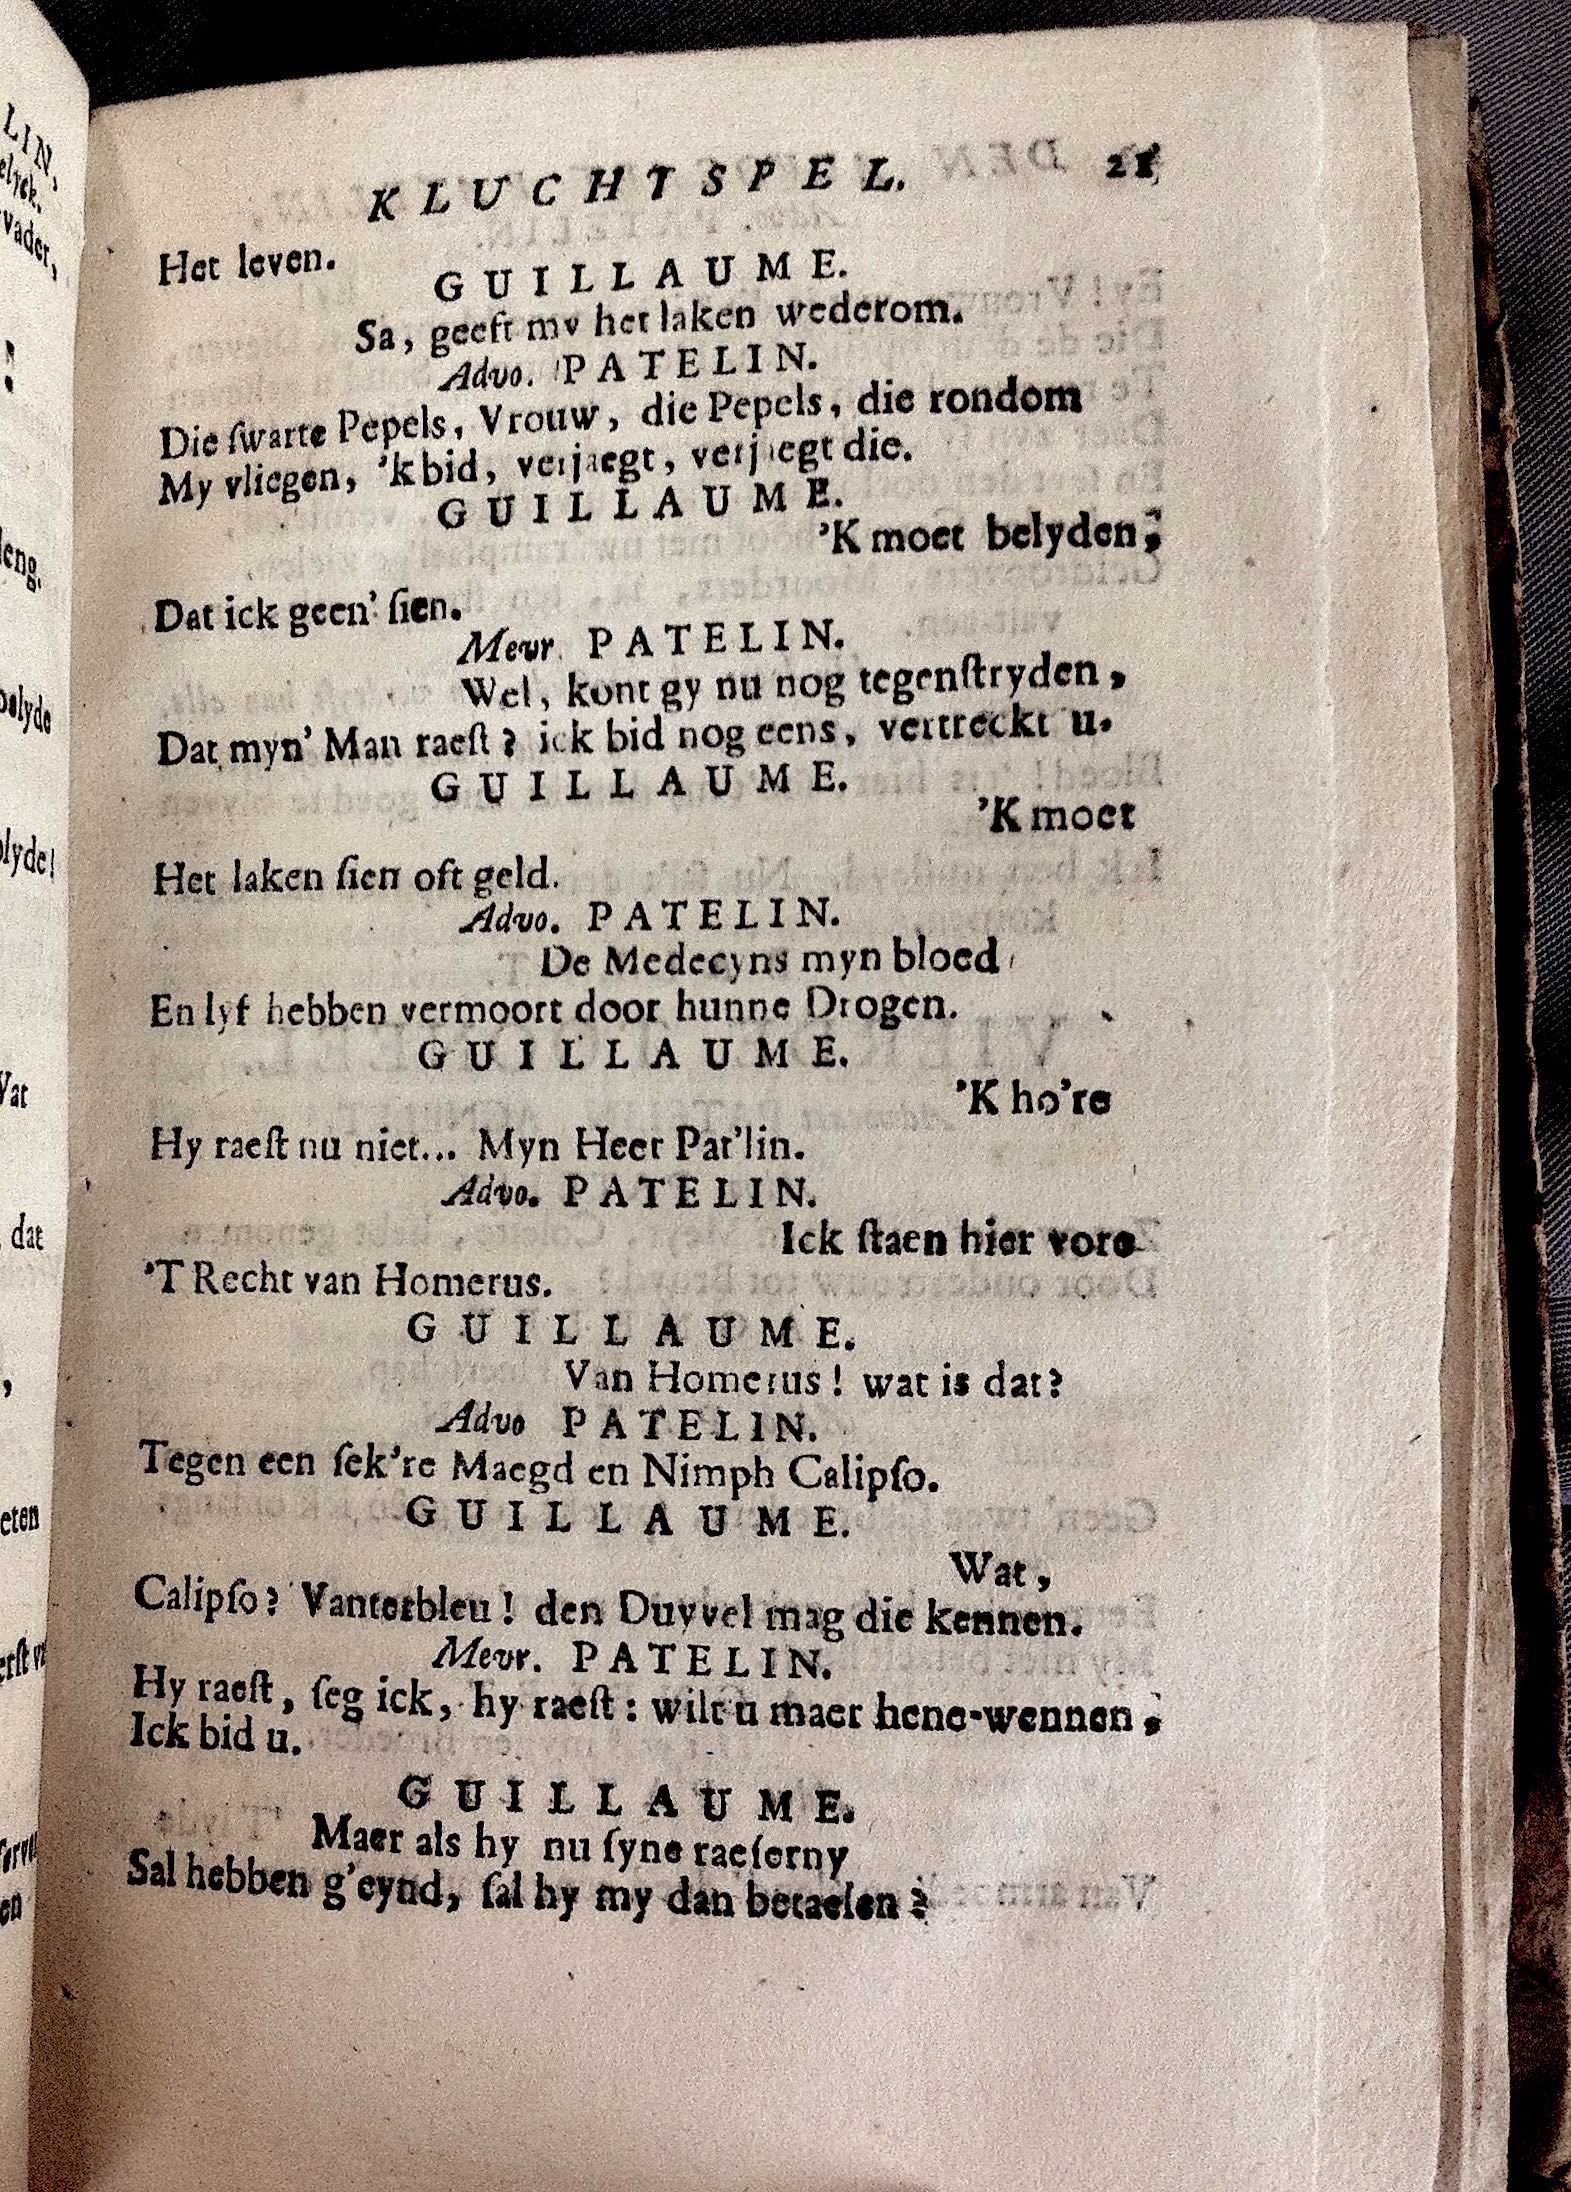 KLUCHTSPEL. 21
Het leven.
GUILLAUME.
Sa, geeft my het laken wederom.
Advo. PATELIN.
Die ſwarte Pepels, Vrouw, die Pepels, die rondom
My vliegen, 'k bid, verjaegt, verjaegt die.
GUILLAUME.
'K moet belyden,
Dat ick geen' ſien.
Mevr. PATELIN.
Wel, kont gy nu nog tegenſtryden,
Dat myn' Man raeſt? ick bid nog eens, vertreckt u.
GUILLAUME.
'K moet
Het laken ſien oft geld.
Advo. PATELIN.
De Medecyns myn bloed
En lyf hebben vermoort door hunne Drogen.
GUILLAUME.
'K ho're
Hy raeſt nu niet... Myn Heer Pat'lin.
Advo. PATELIN.
Ick ſtaen hier vore
'T Recht van Homerus.
GUILLAUME.
Van Homerus! wat is dat?
Advo PATELIN.
Tegen een ſek're Maegd en Nimph Calipſo.
GUILLAUME.
Wat,
Calipſo? Vanterbleu! den Duyvel mag die kennen.
Mevr. PATELIN.
Hy raeſt, ſeg ick, hy raeſt: wilt u maer hene-wennen,
Ick bid u.
GUILLAUME.
Maer als hy nu ſyne raeſerny
Sal hebben g'eynd, ſal hy my dan betaelen?